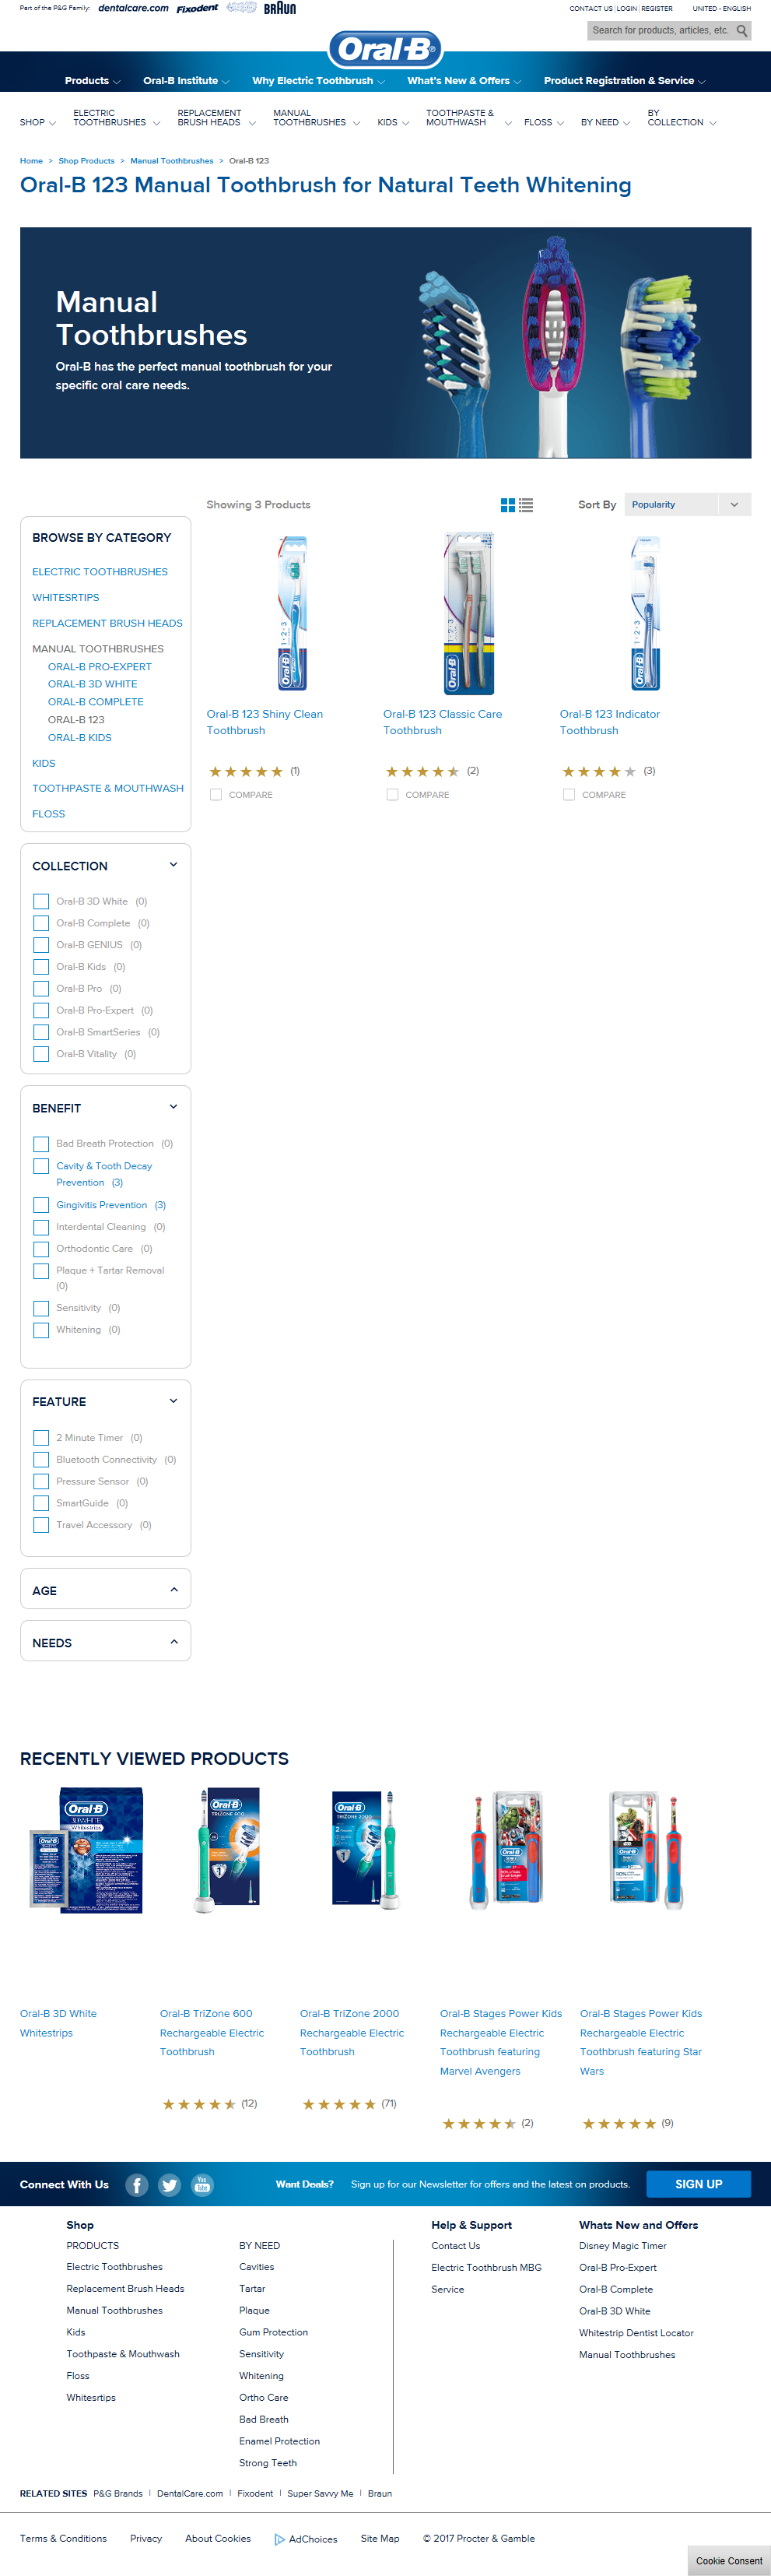 Part of the P&G Family: dentalcare.com Fixodent BRAUN
CONTACT US LOGIN REGISTER UNITED - ENGLISH
Search for products, articles, etc.
Oral-B
Products Oral-B Institute Why Electric Toothbrush What's New & Offers Product Registration & Service
SHOP ELECTRIC TOOTHBRUSHES REPLACEMENT BRUSH HEADS MANUAL TOOTHBRUSHES KIDS TOOTHPASTE & MOUTHWASH FLOSS BY NEED BY COLLECTION
Home > Shop Products > Manual Toothbrushes > Oral-B 123
Oral-B 123 Manual Toothbrush for Natural Teeth Whitening
Manual
Toothbrushes
Oral-B has the perfect manual toothbrush for your
specific oral care needs.
Showing 3 Products
Sort By Popularity
BROWSE BY CATEGORY
ELECTRIC TOOTHBRUSHES
WHITESRTIPS
REPLACEMENT BRUSH HEADS
MANUAL TOOTHBRUSHES
ORAL-B PRO-EXPERT
ORAL-B 3D WHITE
ORAL-B COMPLETE
ORAL-B 123
ORAL-B KIDS
KIDS
TOOTHPASTE & MOUTHWASH
FLOSS
Oral-B 123 Shiny Clean
Toothbrush
(1)
COMPARE
Oral-B 123 Classic Care
Toothbrush
(2)
COMPARE
Oral-B 123 Indicator
Toothbrush
(3)
COMPARE
COLLECTION
Oral-B 3D White (0)
Oral-B Complete (0)
Oral-B GENIUS (0)
Oral-B Kids (0)
Oral-B Pro (0)
Oral-B Pro-Expert (0)
Oral-B SmartSeries (0)
Oral-B Vitality (0)
BENEFIT
Bad Breath Protection (0)
Cavity & Tooth Decay
Prevention (3)
Gingivitis Prevention (3)
Interdental Cleaning (0)
Orthodontic Care (0)
Plaque + Tartar Removal
(0)
Sensitivity (0)
Whitening (0)
FEATURE
2 Minute Timer (0)
Bluetooth Connectivity (0)
Pressure Sensor (0)
SmartGuide (0)
Travel Accessory (0)
AGE
NEEDS
RECENTLY VIEWED PRODUCTS
Oral-B 3D White
Whitestrips
Oral-B TriZone 600
Rechargeable Electric
Toothbrush
(12)
Oral-B TriZone 2000
Rechargeable Electric
Toothbrush
(71)
Oral-B Stages Power Kids
Rechargeable Electric
Toothbrush featuring
Marvel Avengers
(2)
Oral-B Stages Power Kids
Rechargeable Electric
Toothbrush featuring Star
Wars
(9)
Connect With Us
Want Deals? Sign up for our Newsletter for offers and the latest on products. SIGN UP
Shop
PRODUCTS
Electric Toothbrushes
Replacement Brush Heads
Manual Toothbrushes
Kids
Toothpaste & Mouthwash
Floss
Whitesrtips
BY NEED
Cavities
Tartar
Plaque
Gum Protection
Sensitivity
Whitening
Ortho Care
Bad Breath
Enamel Protection
Strong Teeth
Help & Support
Contact Us
Electric Toothbrush MBG
Service
Whats New and Offers
Disney Magic Timer
Oral-B Pro-Expert
Oral-B Complete
Oral-B 3D White
Whitestrip Dentist Locator
Manual Toothbrushes
RELATED SITES P&G Brands | DentalCare.com | Fixodent | Super Savvy Me | Braun
Terms & Conditions Privacy About Cookies AdChoices Site Map © 2017 Procter & Gamble
Cookie Consent